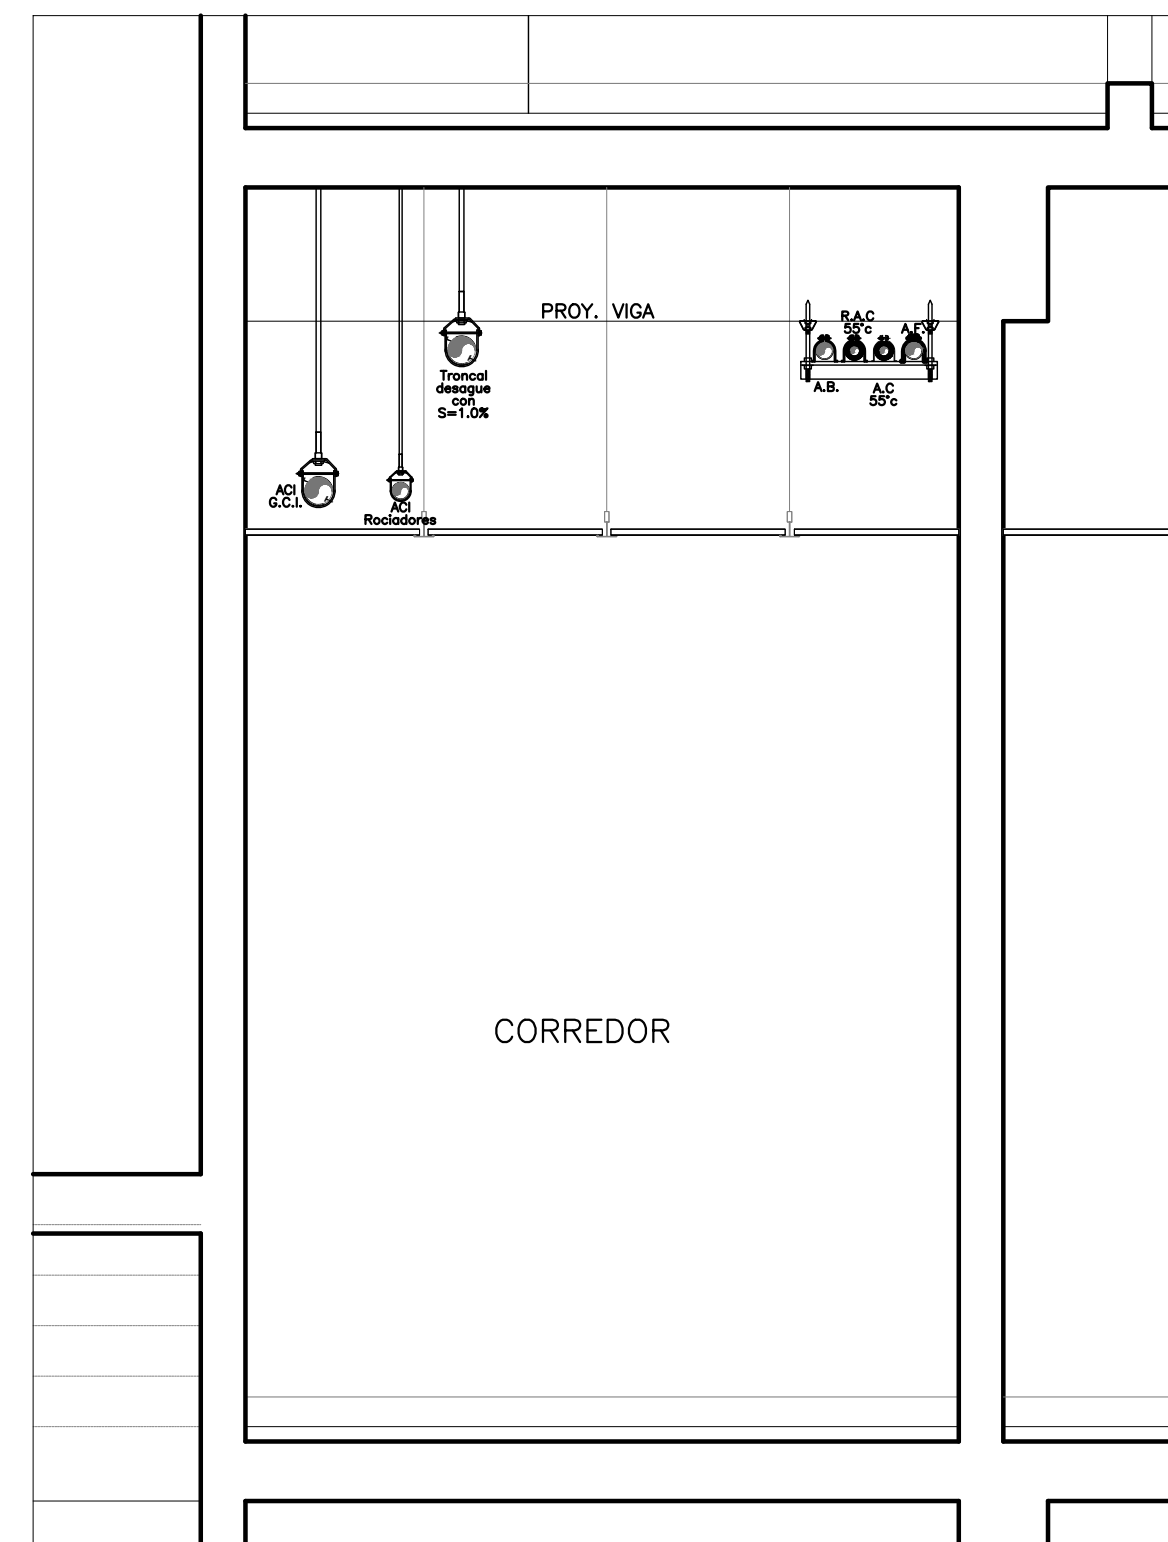 PROY. VIGA
R.A.C
55°c
A.F.
Troncal
desague
con
S=1.0%
A.B.
A.C
55°c
ACI
G.C.I.
ACI
Rociadores
CORREDOR